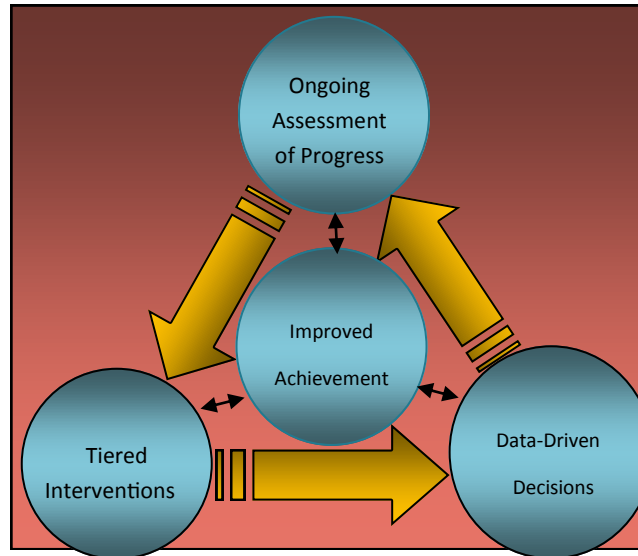 Ongoing
Assessment
of Progress
Improved
Achievement
Tiered
Interventions
Data-Driven
Decisions